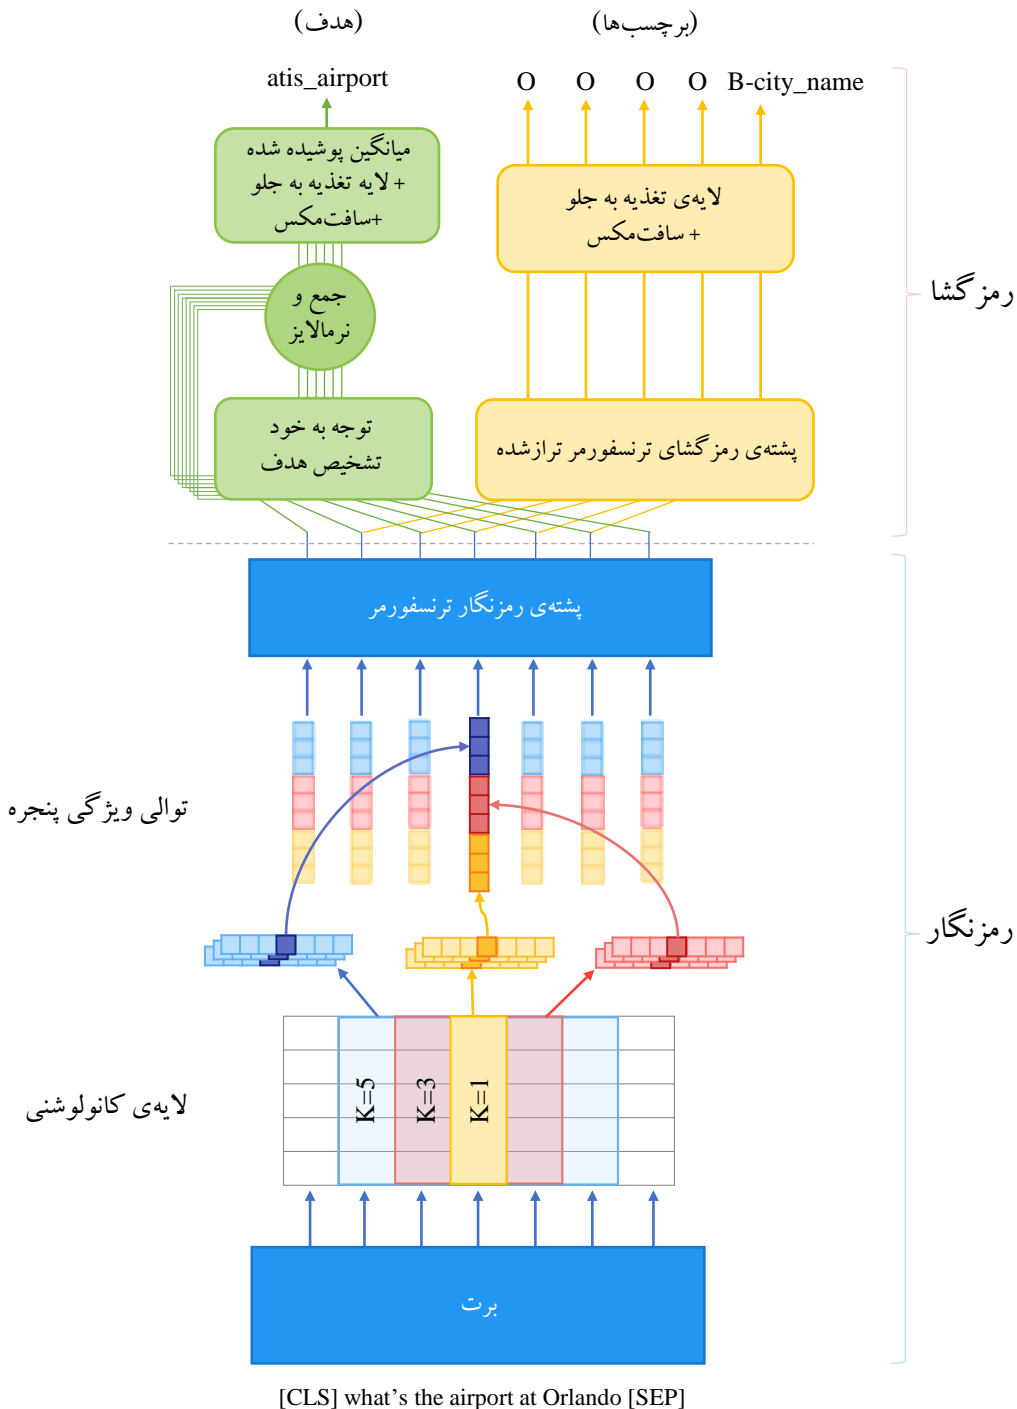 (هدف)
(برچسب‌ها)
atis_airport
O O O O B-city_name
میانگین پوشیده شده
+ لایه تغذیه به جلو
+سافت‌مکس
لایه‌ی تغذیه به جلو
+ سافت‌مکس
جمع و
نرمالایز
رمزگشا
توجه به خود
تشخیص هدف
پشته‌ی رمزگشای ترنسفورمر ترازشده
پشته‌ی رمزنگار ترنسفورمر
توالی ویژگی پنجره
رمزنگار
لایه‌ی کانولوشنی
K=5
K=3
K=1
برت
[CLS] what's the airport at Orlando [SEP]